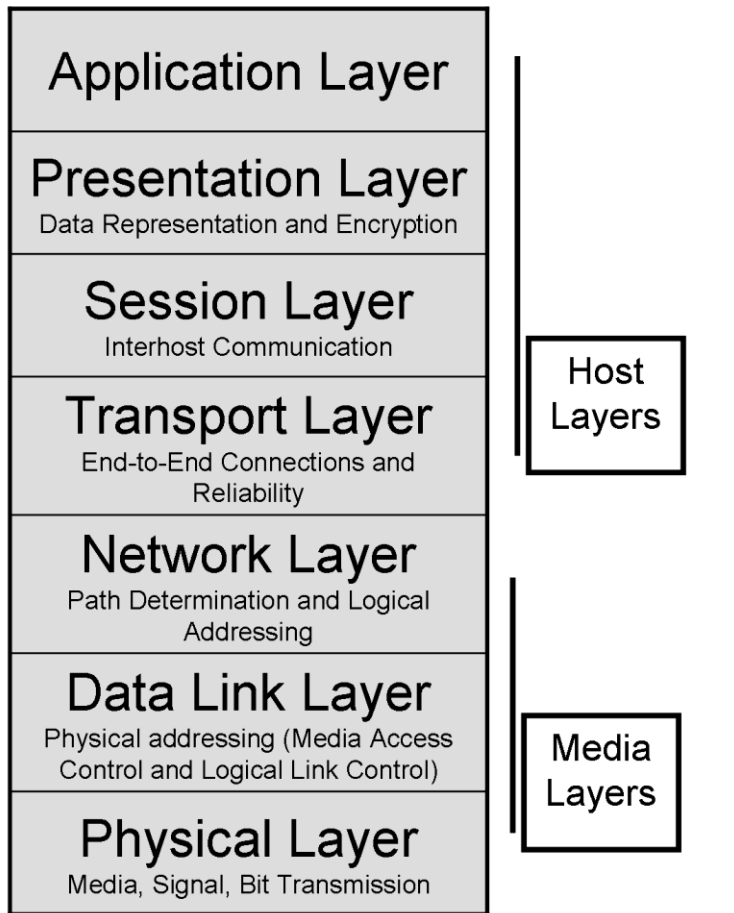 Application Layer
Presentation Layer
Data Representation and Encryption
Session Layer
Interhost Communication
Transport Layer
End-to-End Connections and
Reliability
Network Layer
Path Determination and Logical
Addressing
Data Link Layer
Physical addressing (Media Access
Control and Logical Link Control)
Physical Layer
Media, Signal, Bit Transmission
Host
Layers
Media
Layers